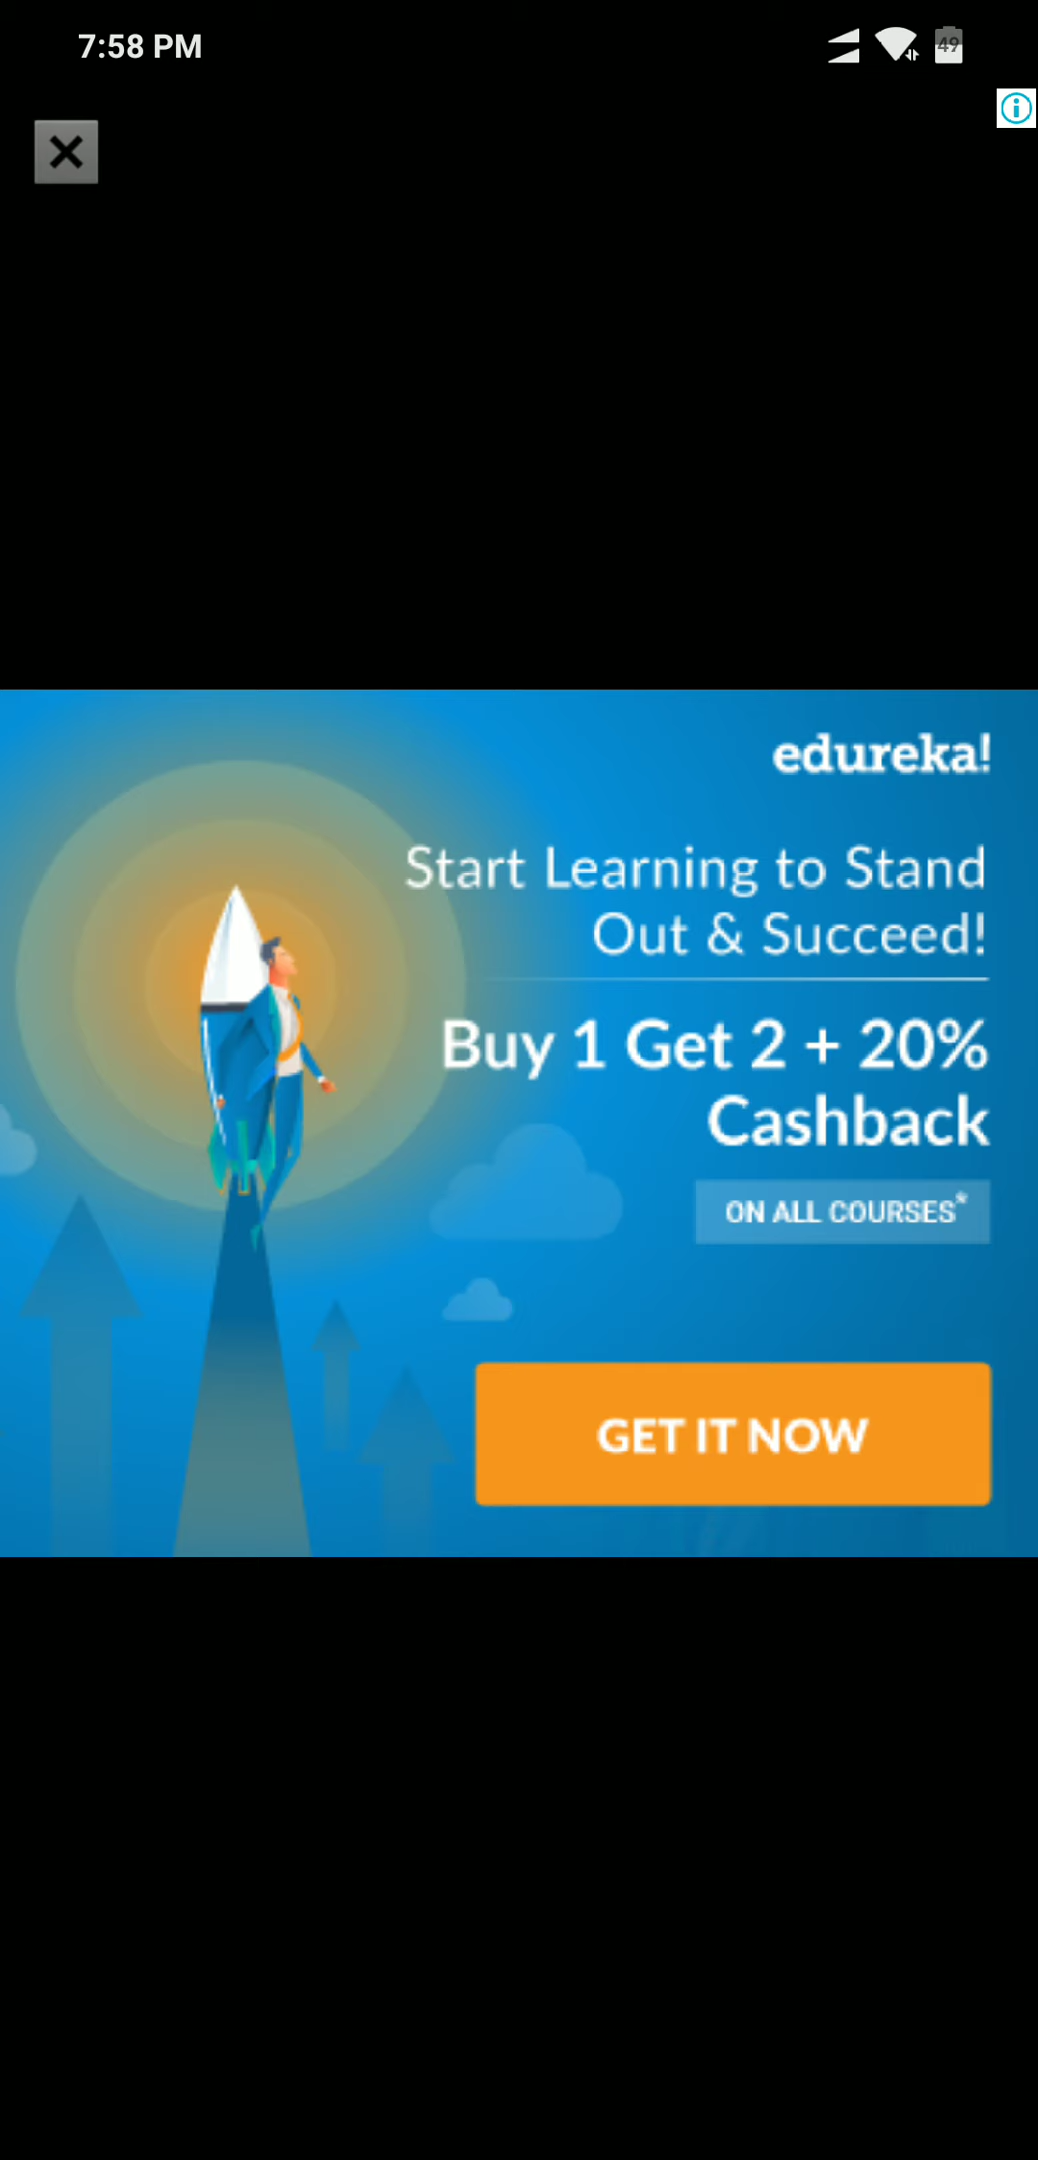 7:58 PM
49
edureka!
Start Learning to Stand
Out & Succeed!
Buy 1 Get 2 + 20%
Cashback
ON ALL COURSES*
GET IT NOW